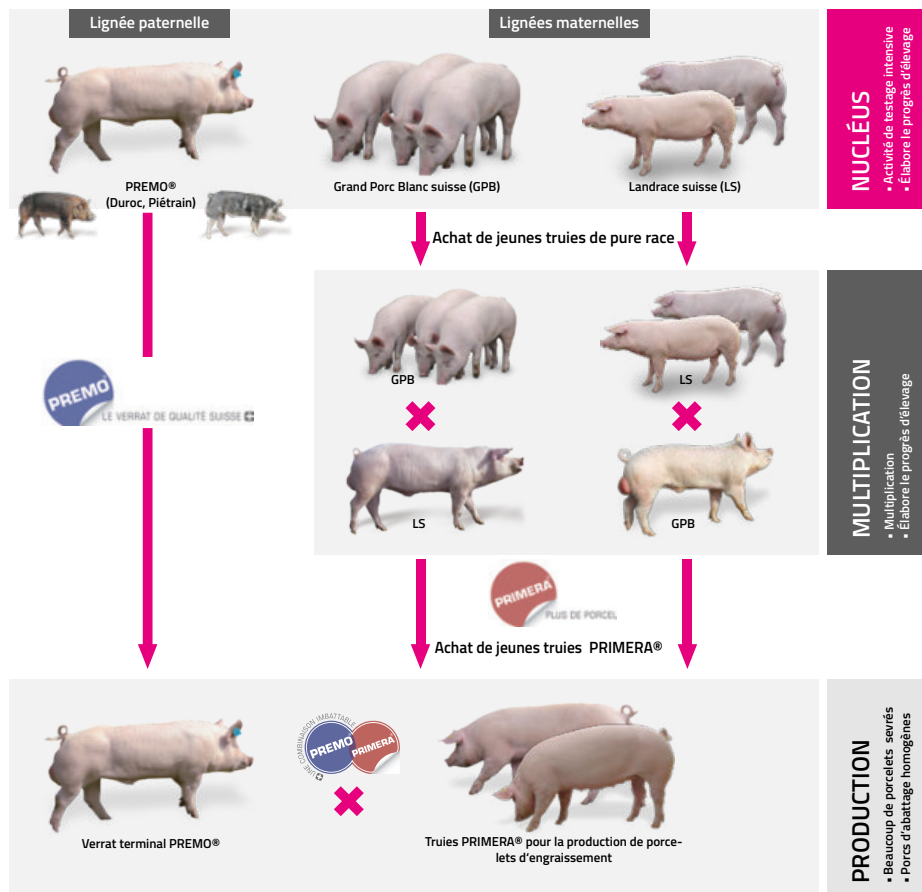 Lignée paternelle
Lignées maternelles
PREMO®
(Duroc, Piétrain)
Grand Porc Blanc suisse (GPB)
Landrace suisse (LS)
NUCLÉUS
▪ Activité de testage intensive
▪ Élabore le progrès d'élevage
Achat de jeunes truies de pure race
GPB
LS
PREMO®
LE VERRAT DE QUALITÉ SUISSE
LS
GPB
MULTIPLICATION
▪ Multiplication
▪ Élabore le progrès d'élevage
PRIMERA®
PLUS DE PORCEL
Achat de jeunes truies PRIMERA®
UNE COMBINAISON IMBATTABLE
PREMO
PRIMERA
Verrat terminal PREMO®
Truies PRIMERA® pour la production de porce-
lets d'engraissement
PRODUCTION
▪ Beaucoup de porcelets sevrés
▪ Porcs d'abattage homogènes